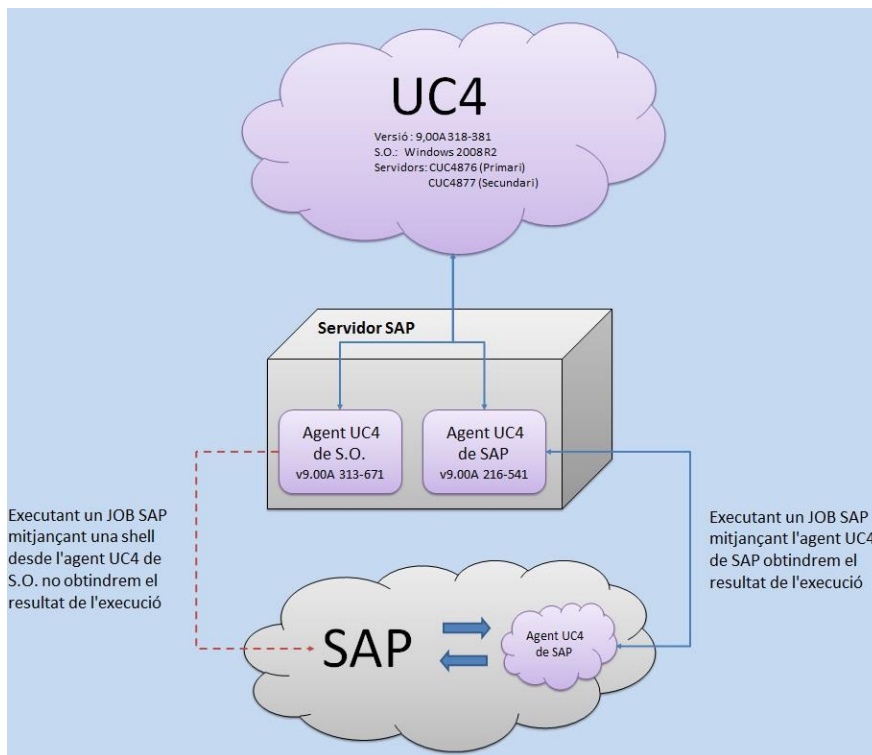 UC4
Versió : 9,00A 318-381
S.O.: Windows 2008 R2
Servidors: CUC4876 (Primari)
CUC4877 (Secundari)
Servidor SAP
Agent UC4
de S.O.
v9.00A 313-671
Agent UC4
de SAP
v9.00A 216-541
Executant un JOB SAP
mitjançant una shell
desde l'agent UC4 de
S.O. no obtindrem el
resultat de l'execució
Executant un JOB SAP
mitjançant l'agent UC4
de SAP obtindrem el
resultat de l'execució
SAP
Agent UC4
de SAP